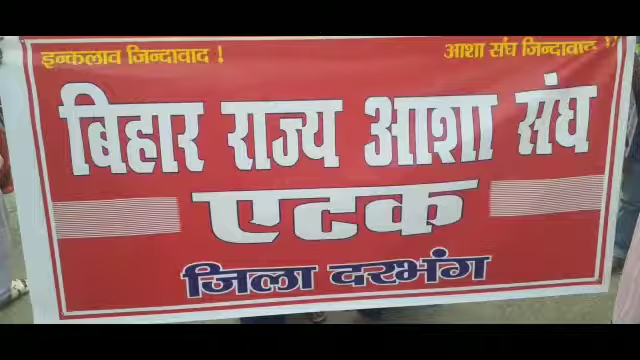 इन्कलाव जिन्दावाद !
आशा संघ जिन्दावाद !!
बिहार राज्य आशा संघ
एटक
जिला दरभंग